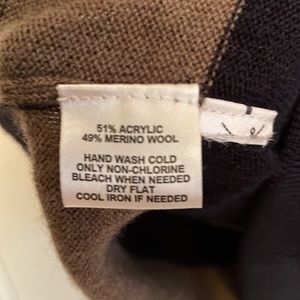 51% ACRYLIC
49% MERINO WOOL
HAND WASH COLD
ONLY NON-CHLORINE
BLEACH WHEN NEEDED
DRY FLAT
COOL IRON IF NEEDED